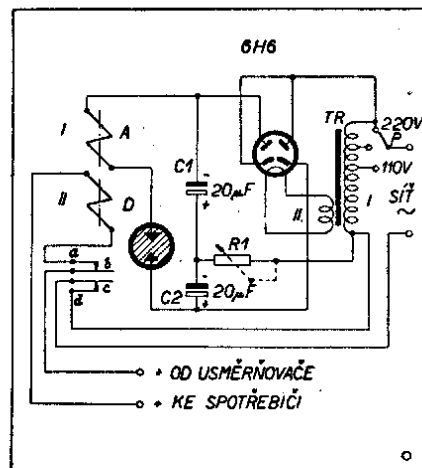 6H6
I
A
TR
220V
P
C1
-
+
20µF
110V
II
D
II.
I
SÍŤ
~
a
b
c
d
R1
-
20µF
C2
+
+ OD USMĚRŇOVAČE
+ KE SPOTŘEBIČI